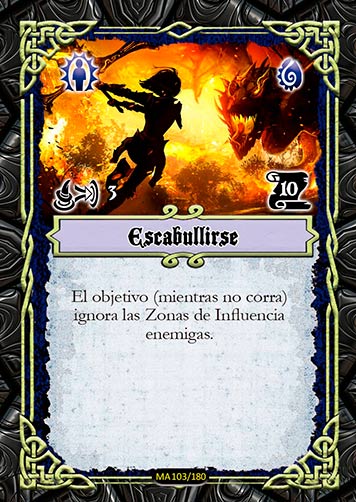 3
10
Escabullirse
El objetivo (mientras no corra)
ignora las Zonas de Influencia
enemigas.
MA103/180